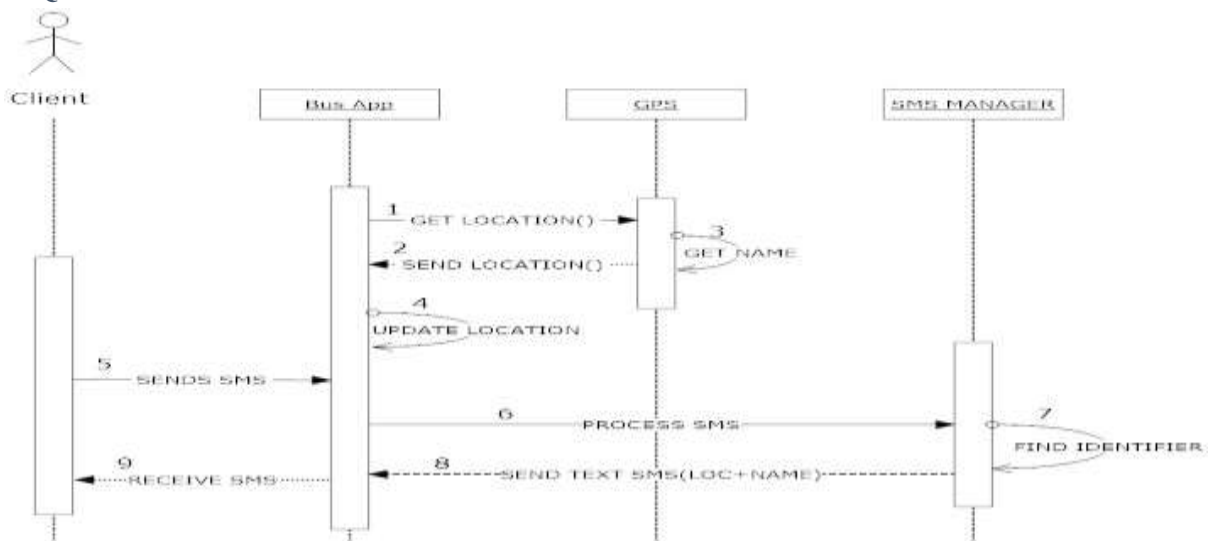 Client
Bus App
GPS
SMS MANAGER
1
GET LOCATION()
3
GET NAME
2
SEND LOCATION()
4
UPDATE LOCATION
5
SENDS SMS
6
PROCESS SMS
7
FIND IDENTIFIER
8
SEND TEXT SMS(LOC+NAME)
9
RECEIVE SMS